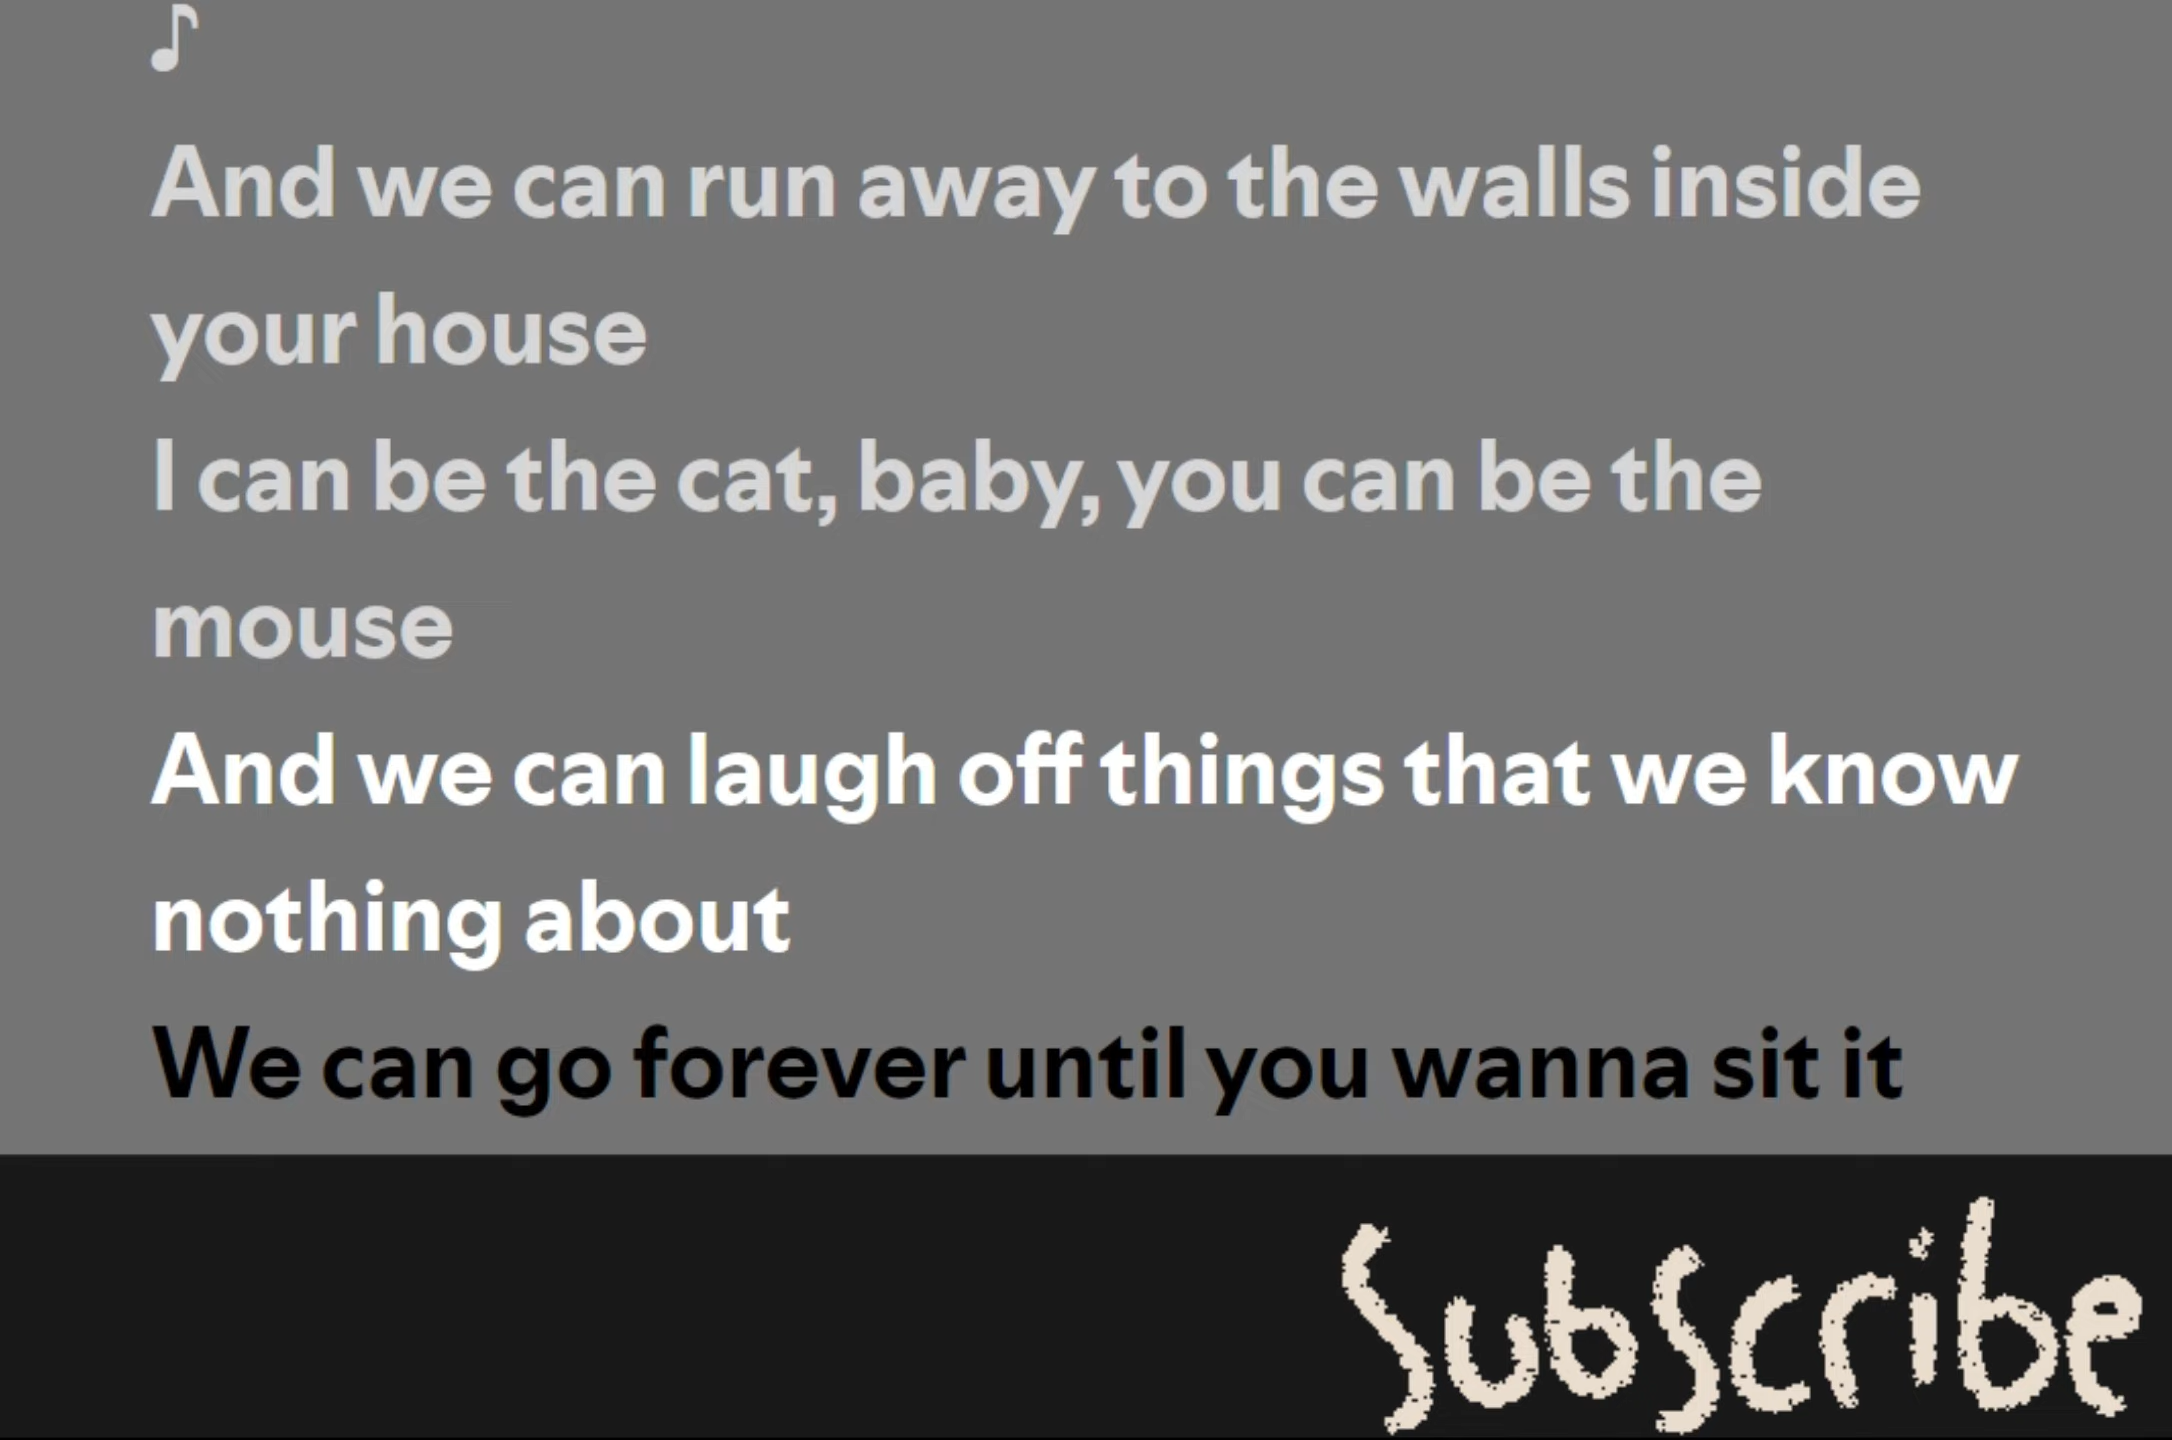 ♪
And we can run away to the walls inside
your house
I can be the cat, baby, you can be the
mouse
And we can laugh off things that we know
nothing about
We can go forever until you wanna sit it
Subscribe